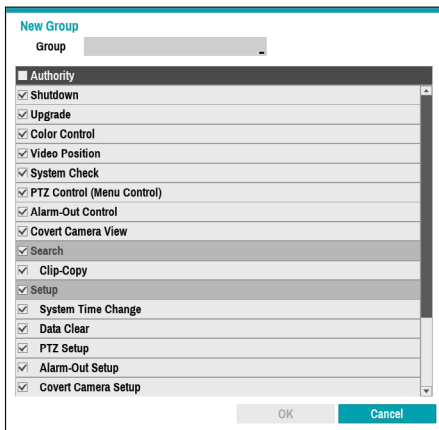 New Group
Group
Authority
Shutdown
Upgrade
Color Control
Video Position
System Check
PTZ Control (Menu Control)
Alarm-Out Control
Covert Camera View
Search
Clip-Copy
Setup
System Time Change
Data Clear
PTZ Setup
Alarm-Out Setup
Covert Camera Setup
OK Cancel